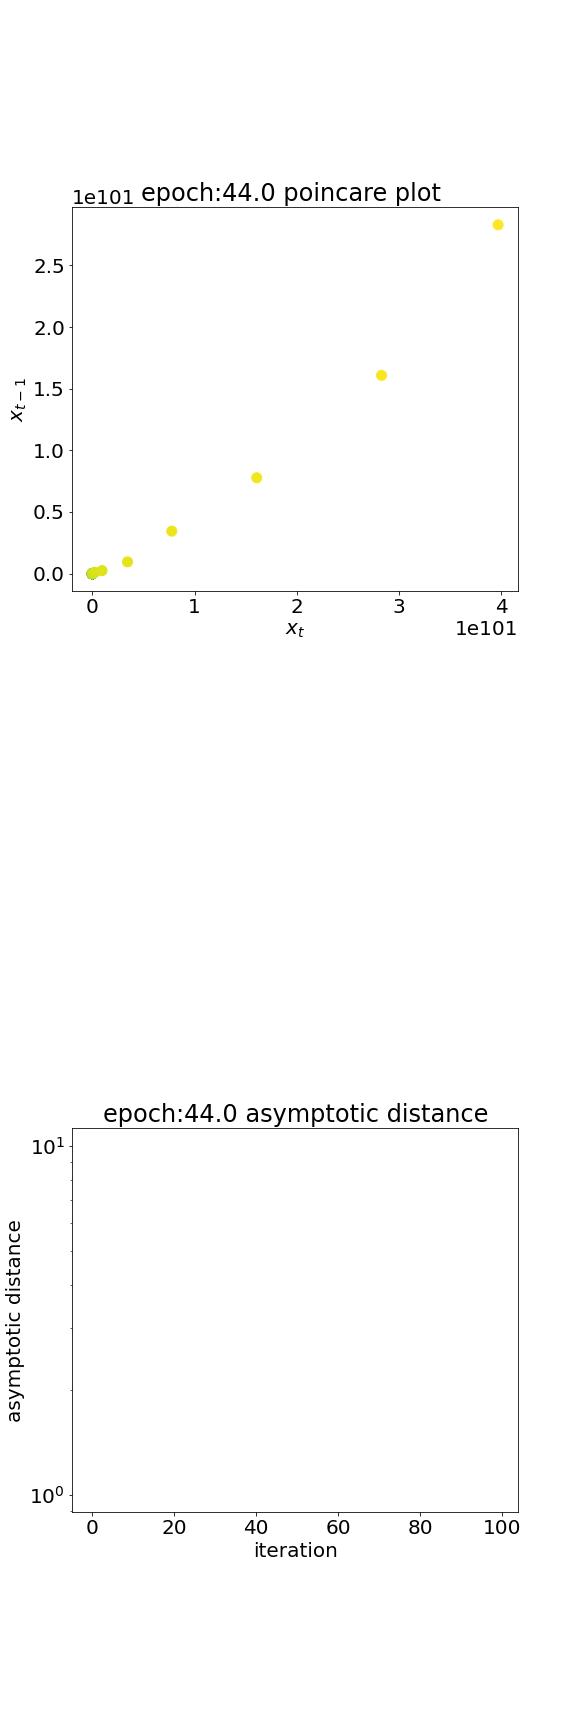 epoch:44.0 poincare plot
1e101
2.5
2.0
1.5
1.0
0.5
0.0
x_{t-1}
0 1 2 3 4
x_t
1e101
epoch:44.0 asymptotic distance
10^1
10^0
asymptotic distance
0 20 40 60 80 100
iteration